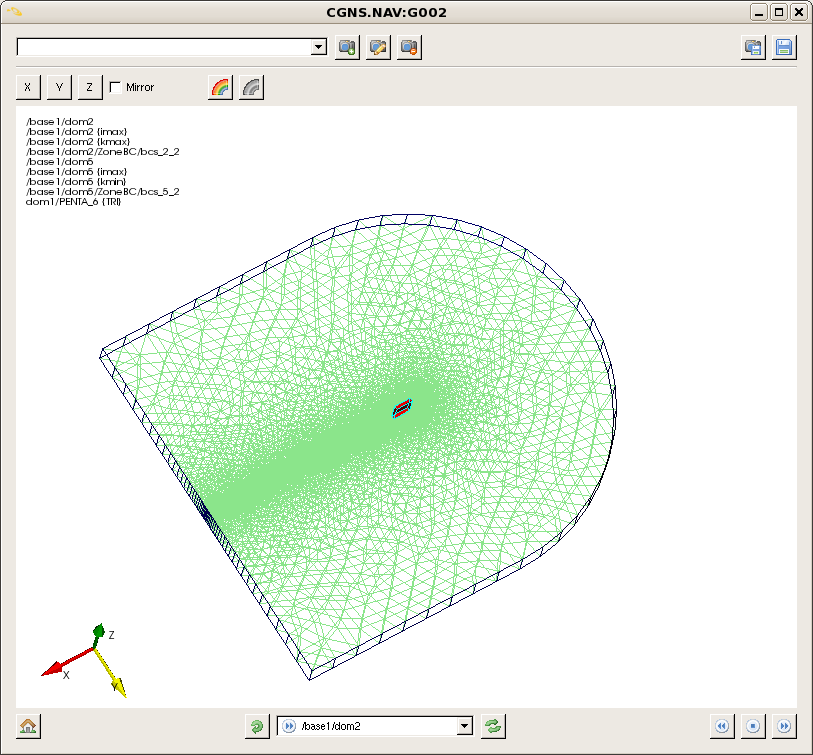 CGNS.NAV:G002
X Y Z Mirror
/base1/dom2
/base1/dom2 {imax}
/base1/dom2 {kmax}
/base1/dom2/ZoneBC/bcs_2_2
/base1/dom5
/base1/dom5 {imax}
/base1/dom5 {kmin}
/base1/dom5/ZoneBC/bcs_5_2
dom1/PENTA_6 {TRI}
Z
X
Y
/base1/dom2